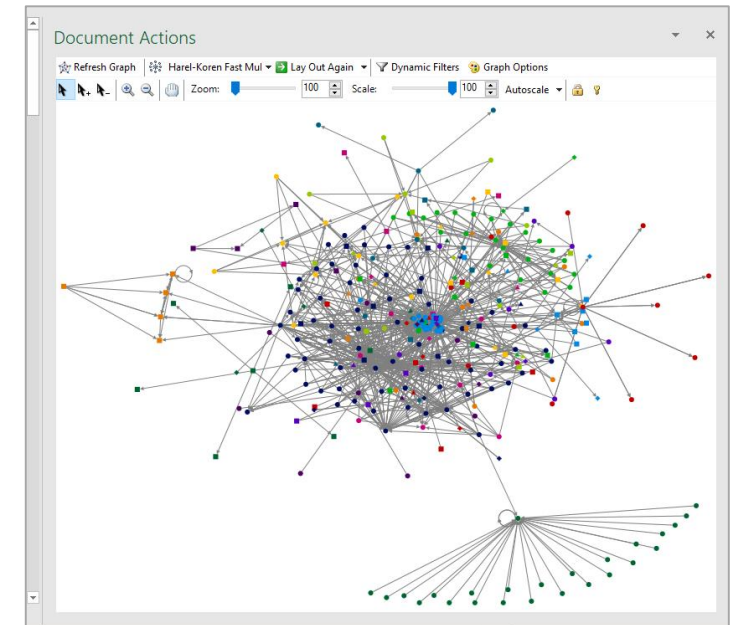 Document Actions
Refresh Graph Harel-Koren Fast Mul Lay Out Again Dynamic Filters Graph Options
Zoom: 100 Scale: 100 Autoscale